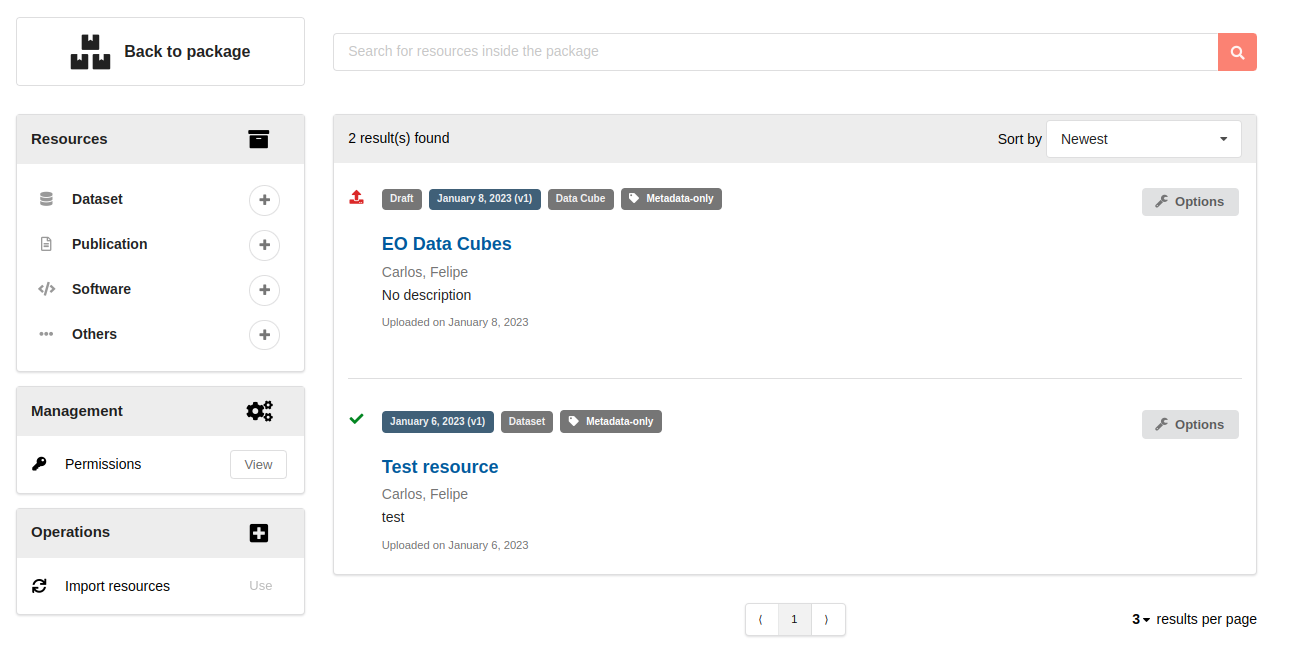 Back to package
Search for resources inside the package
Resources
Dataset
Publication
Software
Others
Management
Permissions View
Operations
Import resources Use
2 result(s) found Sort by Newest
Draft January 8, 2023 (v1) Data Cube Metadata-only Options
EO Data Cubes
Carlos, Felipe
No description
Uploaded on January 8, 2023
January 6, 2023 (v1) Dataset Metadata-only Options
Test resource
Carlos, Felipe
test
Uploaded on January 6, 2023
⟨ 1 ⟩ 3 results per page